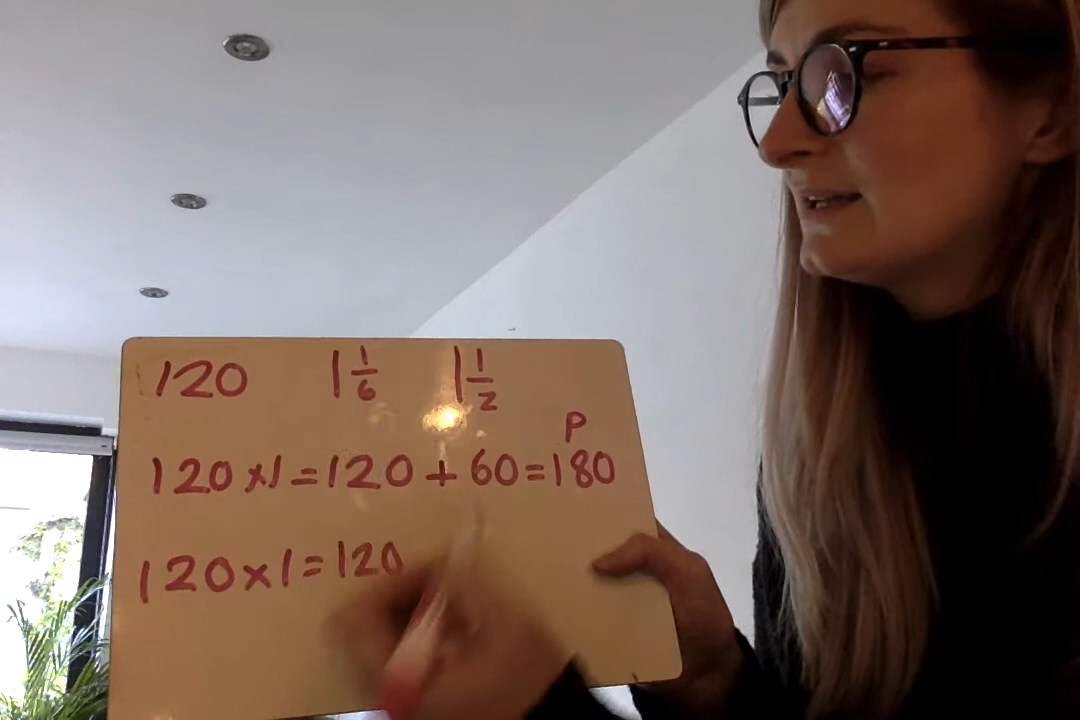 120 1 1/6 1 1/2
P
120 x 1 = 120 + 60 = 180
120 x 1 = 120